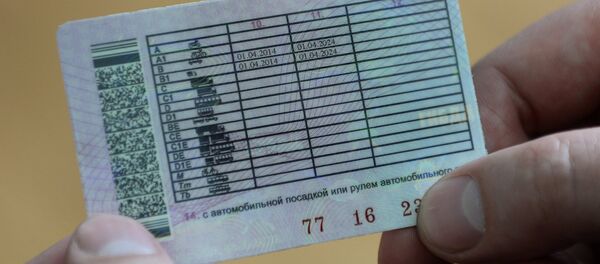 10. 11. 12.
A
A1
B 01.04.2014 01.04.2024
B1 01.04.2014 01.04.2024
C
C1
D
D1
BE
CE
C1E
DE
D1E
M
Tm
Tb
14. с автомобильной посадкой или рулем автомобильного
77 16